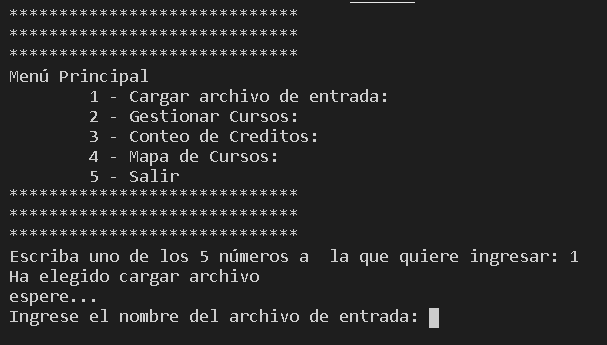 *****************************
*****************************
*****************************
Menú Principal
1 - Cargar archivo de entrada:
2 - Gestionar Cursos:
3 - Conteo de Creditos:
4 - Mapa de Cursos:
5 - Salir
*****************************
*****************************
*****************************
Escriba uno de los 5 números a  la que quiere ingresar: 1
Ha elegido cargar archivo
espere...
Ingrese el nombre del archivo de entrada: